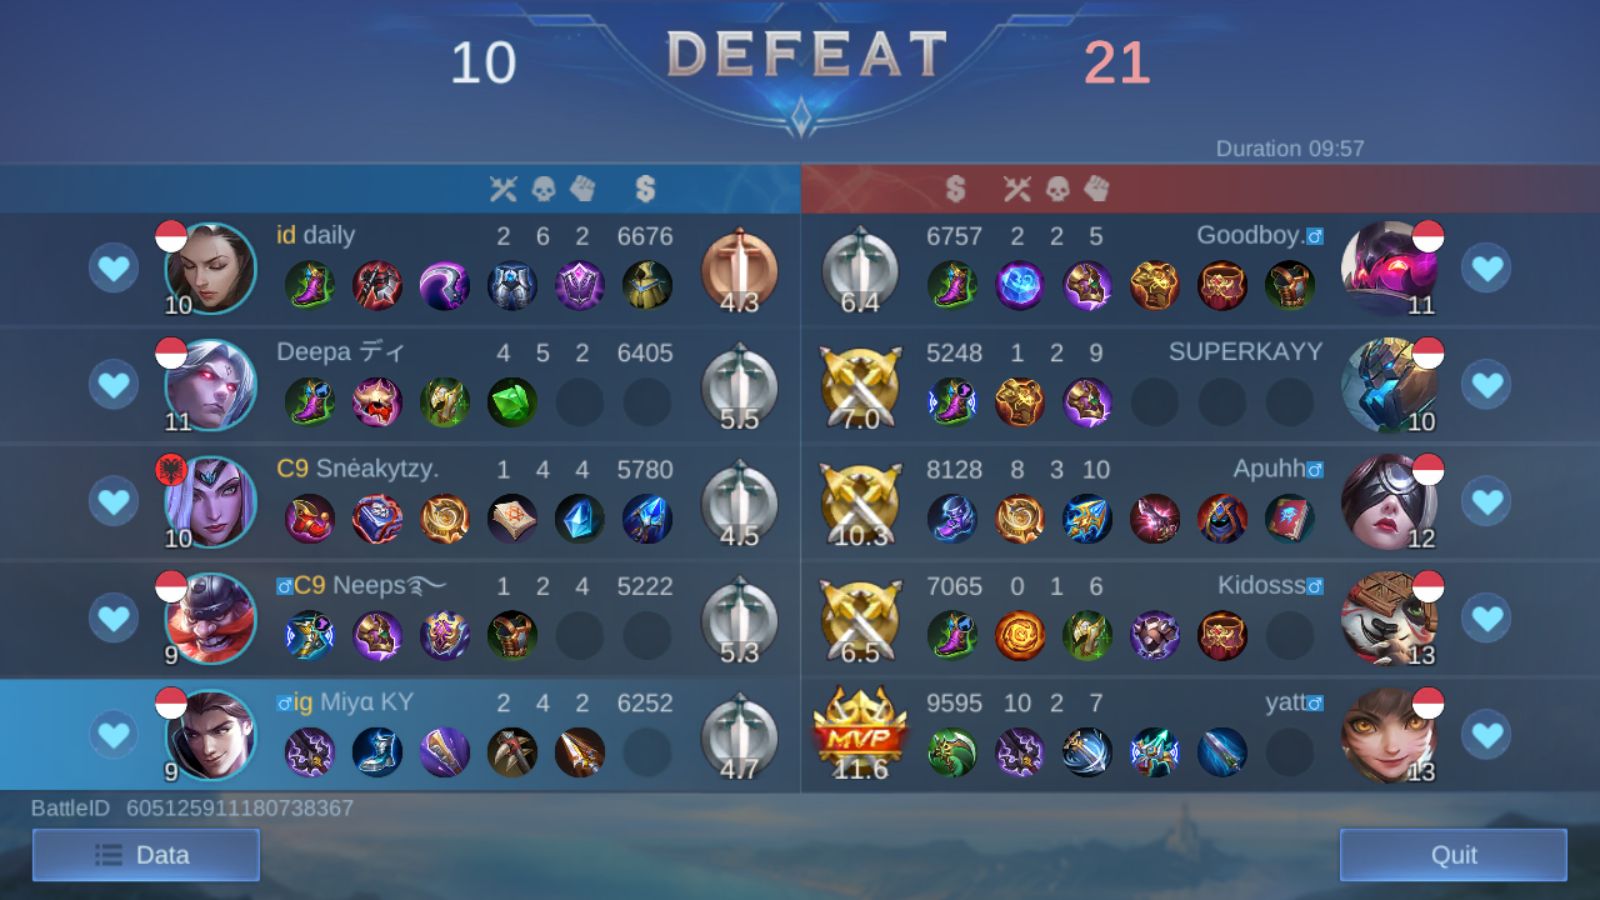 10 DEFEAT 21
Duration 09:57
id daily 2 6 2 6676
10 4.3
6757 2 2 5 Goodboy.♂
6.4 11
Deepa ディ 4 5 2 6405
11 5.5
5248 1 2 9 SUPERKAYY
7.0 10
C9 Snėakytzy. 1 4 4 5780
10 4.5
8128 8 3 10 Apuhh♂
10.3 12
♂C9 Neeps 1 2 4 5222
9 5.3
7065 0 1 6 Kidosss♂
6.5 13
♂ig Miyα KY 2 4 2 6252
9 4.7
9595 10 2 7 yatt♂
MVP
11.6 13
BattleID 605125911180738367
Data
Quit